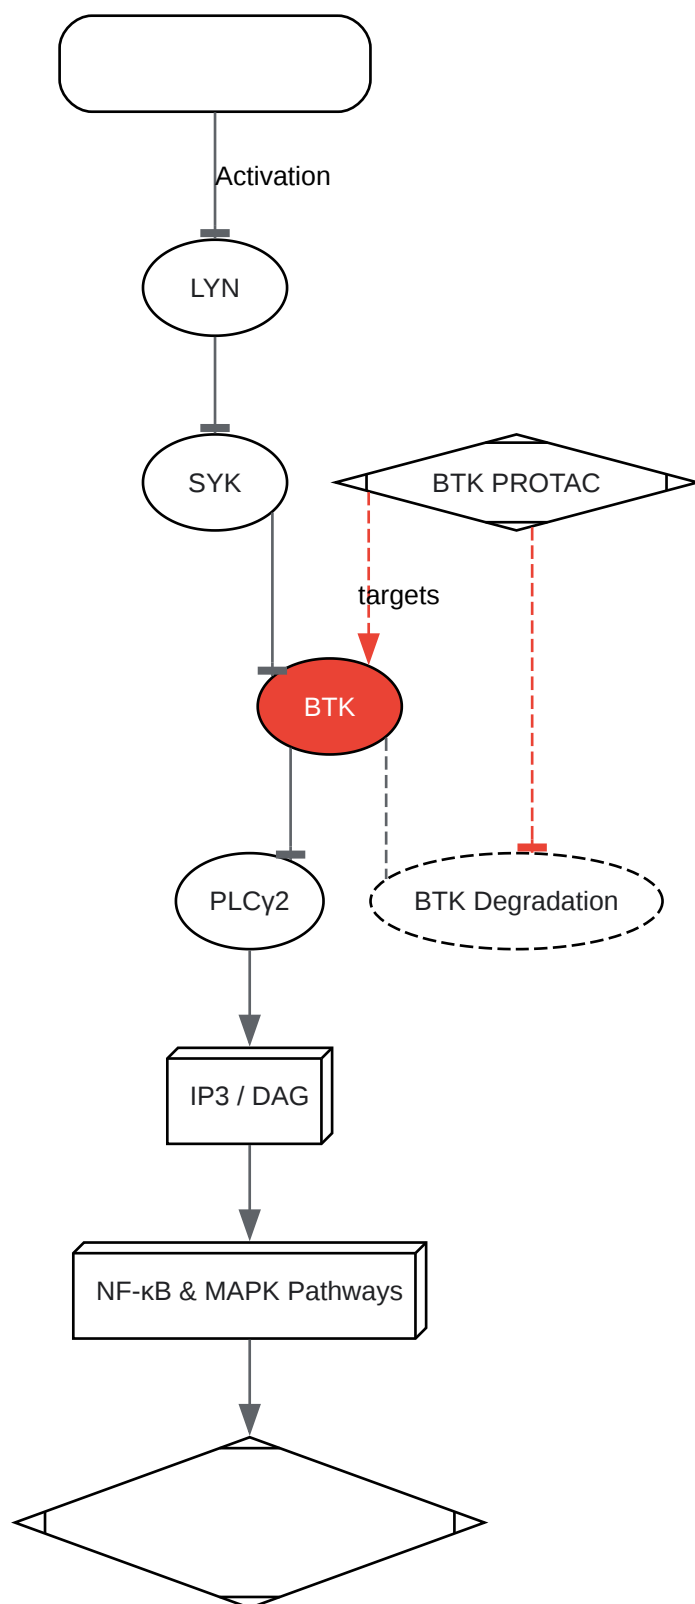 Activation
LYN
SYK
BTK PROTAC
targets
BTK
PLCγ2
BTK Degradation
IP3 / DAG
NF-κB & MAPK Pathways